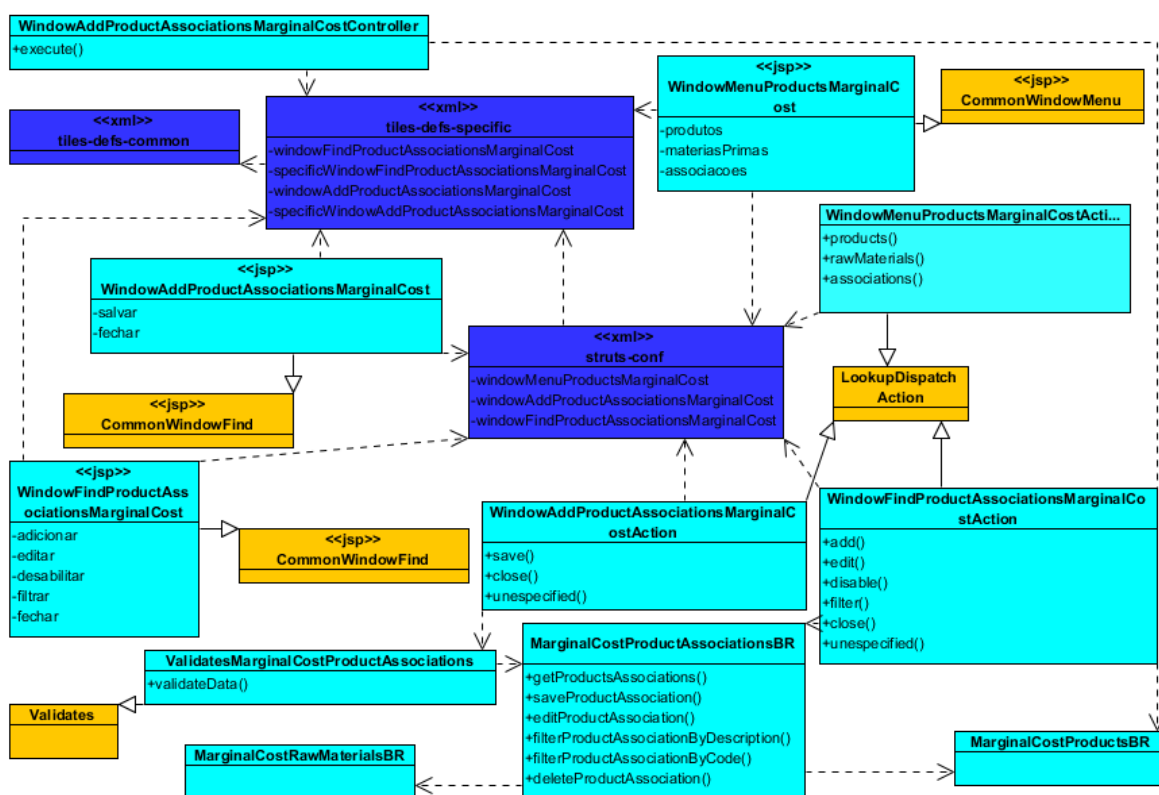 WindowAddProductAssociationsMarginalCostController
+execute()
<<jsp>>
WindowMenuProductsMarginalC
ost
-produtos
-materiasPrimas
-associacoes
<<jsp>>
CommonWindowMenu
<<xml>>
tiles-defs-common
<<xml>>
tiles-defs-specific
-windowFindProductAssociationsMarginalCost
-specificWindowFindProductAssociationsMarginalCost
-windowAddProductAssociationsMarginalCost
-specificWindowAddProductAssociationsMarginalCost
WindowMenuProductsMarginalCostActi...
+products()
+rawMaterials()
+associations()
<<jsp>>
WindowAddProductAssociationsMarginalCost
-salvar
-fechar
<<xml>>
struts-conf
-windowMenuProductsMarginalCost
-windowAddProductAssociationsMarginalCost
-windowFindProductAssociationsMarginalCost
LookupDispatch
Action
<<jsp>>
CommonWindowFind
<<jsp>>
WindowFindProductAss
ociationsMarginalCost
-adicionar
-editar
-desabilitar
-filtrar
-fechar
<<jsp>>
CommonWindowFind
WindowAddProductAssociationsMarginalC
ostAction
+save()
+close()
+unespecified()
WindowFindProductAssociationsMarginalCo
stAction
+add()
+edit()
+disable()
+filter()
+close()
+unespecified()
ValidatesMarginalCostProductAssociations
+validateData()
MarginalCostProductAssociationsBR
+getProductsAssociations()
+saveProductAssociation()
+editProductAssociation()
+filterProductAssociationByDescription()
+filterProductAssociationByCode()
+deleteProductAssociation()
Validates
MarginalCostRawMaterialsBR
MarginalCostProductsBR